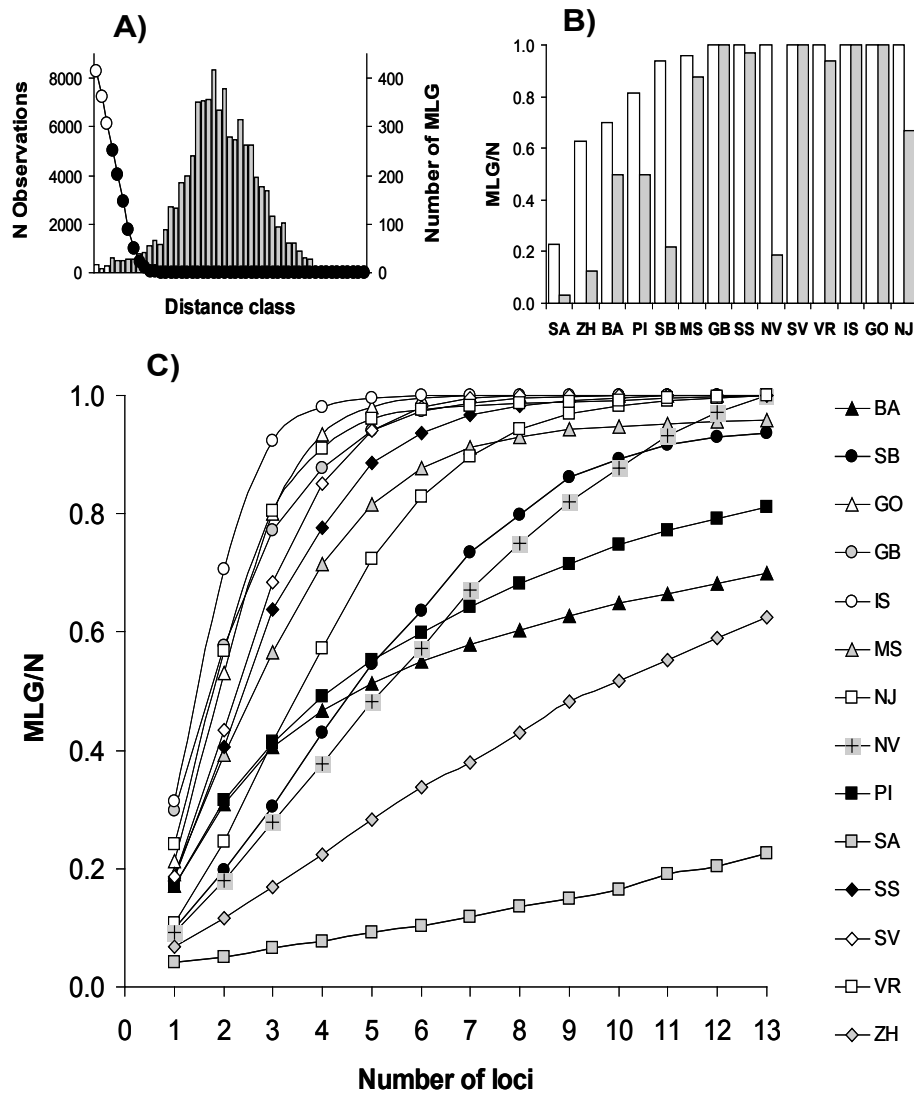 A)
N Observations
8000
6000
4000
2000
0
400
300
200
100
0
Number of MLG
Distance class
B)
MLG/N
1.0
0.8
0.6
0.4
0.2
0.0
SA ZH BA PI SB MS GB SS NV SV VR IS GO NJ
C)
MLG/N
1.0
0.8
0.6
0.4
0.2
0.0
0 1 2 3 4 5 6 7 8 9 10 11 12 13
Number of loci
BA
SB
GO
GB
IS
MS
NJ
NV
PI
SA
SS
SV
VR
ZH